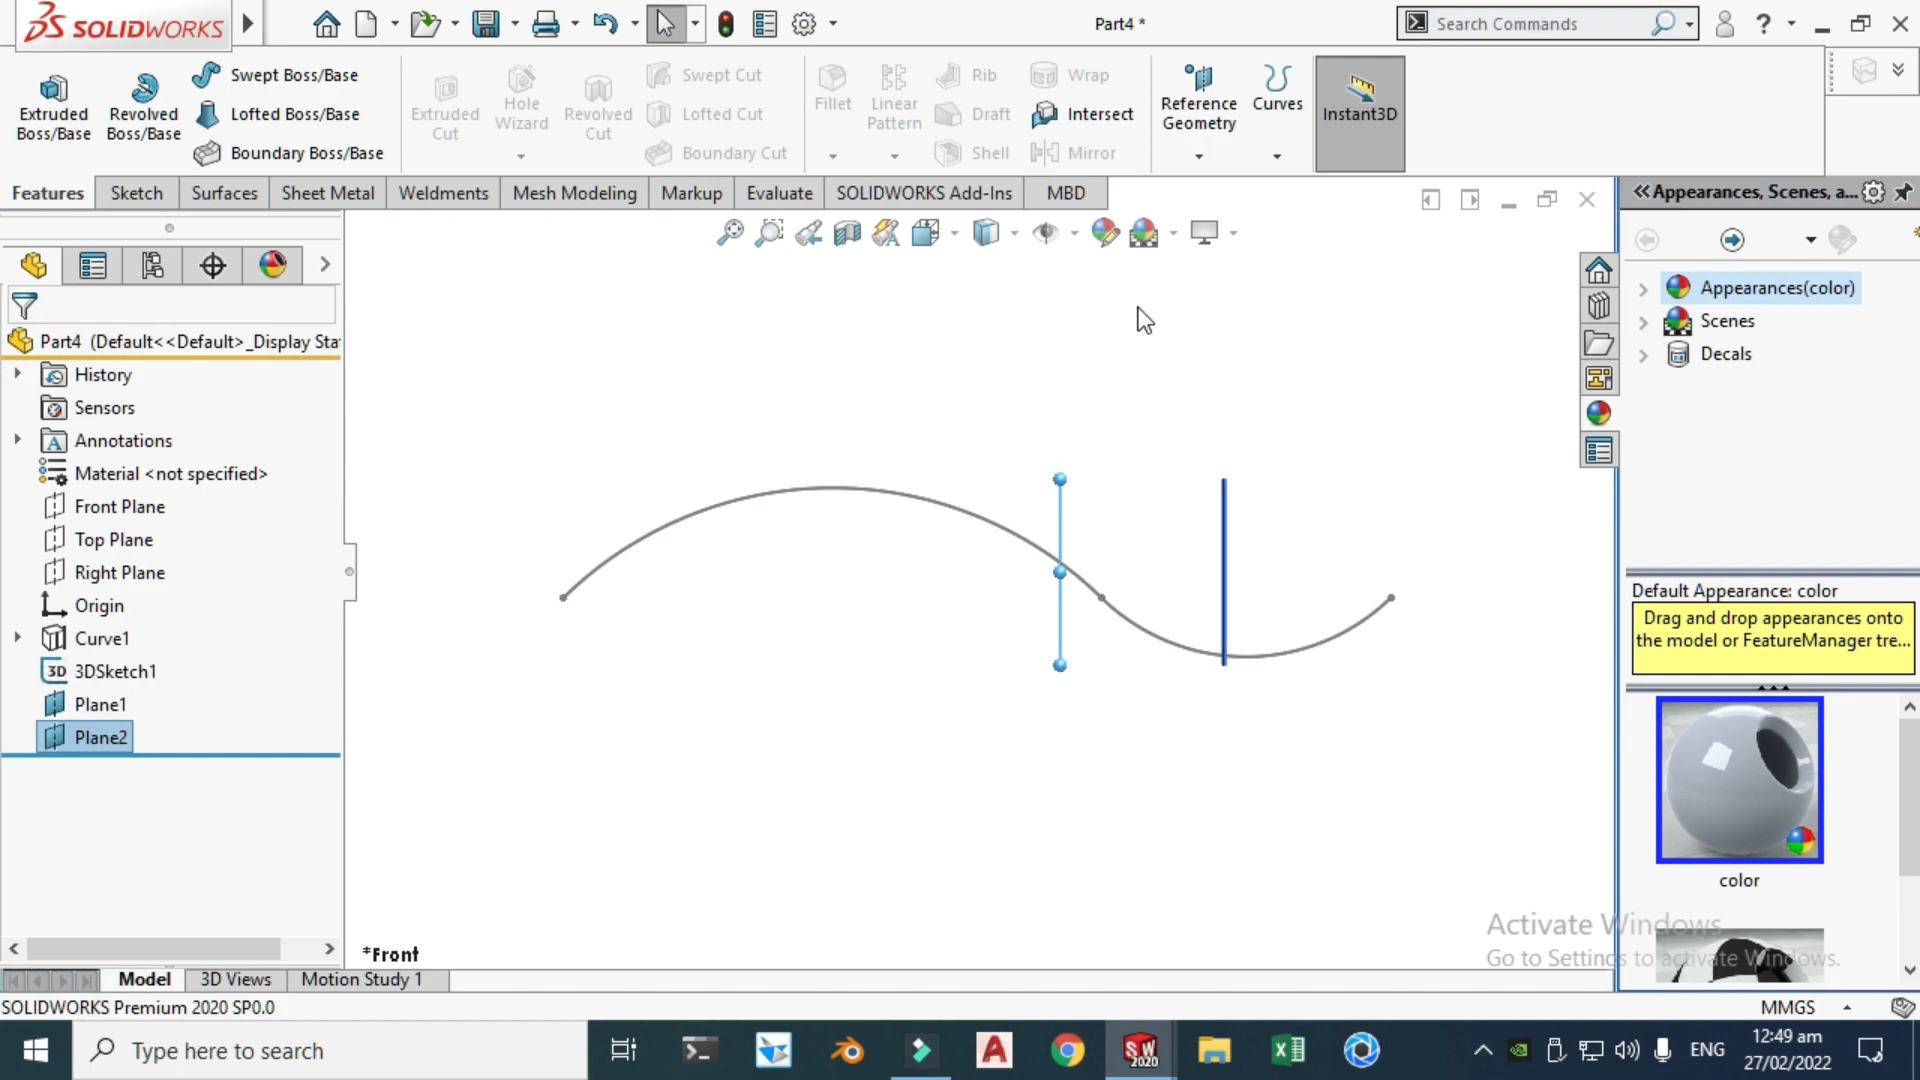 SOLIDWORKS
Part4 *
Search Commands
Extruded Boss/Base
Revolved Boss/Base
Swept Boss/Base
Lofted Boss/Base
Boundary Boss/Base
Extruded Cut
Hole Wizard
Revolved Cut
Swept Cut
Lofted Cut
Boundary Cut
Fillet
Linear Pattern
Rib
Draft
Shell
Wrap
Intersect
Mirror
Reference Geometry
Curves
Instant3D
Features
Sketch
Surfaces
Sheet Metal
Weldments
Mesh Modeling
Markup
Evaluate
SOLIDWORKS Add-Ins
MBD
Appearances, Scenes, a...
Part4 (Default<<Default>_Display Sta
History
Sensors
Annotations
Material <not specified>
Front Plane
Top Plane
Right Plane
Origin
Curve1
3D 3DSketch1
Plane1
Plane2
Appearances(color)
Scenes
Decals
Default Appearance: color
Drag and drop appearances onto
the model or FeatureManager tre...
color
Activate Windows
Go to Settings to activate Windows.
*Front
Model
3D Views
Motion Study 1
SOLIDWORKS Premium 2020 SP0.0
MMGS
Type here to search
SW 2020
ENG
12:49 am
27/02/2022